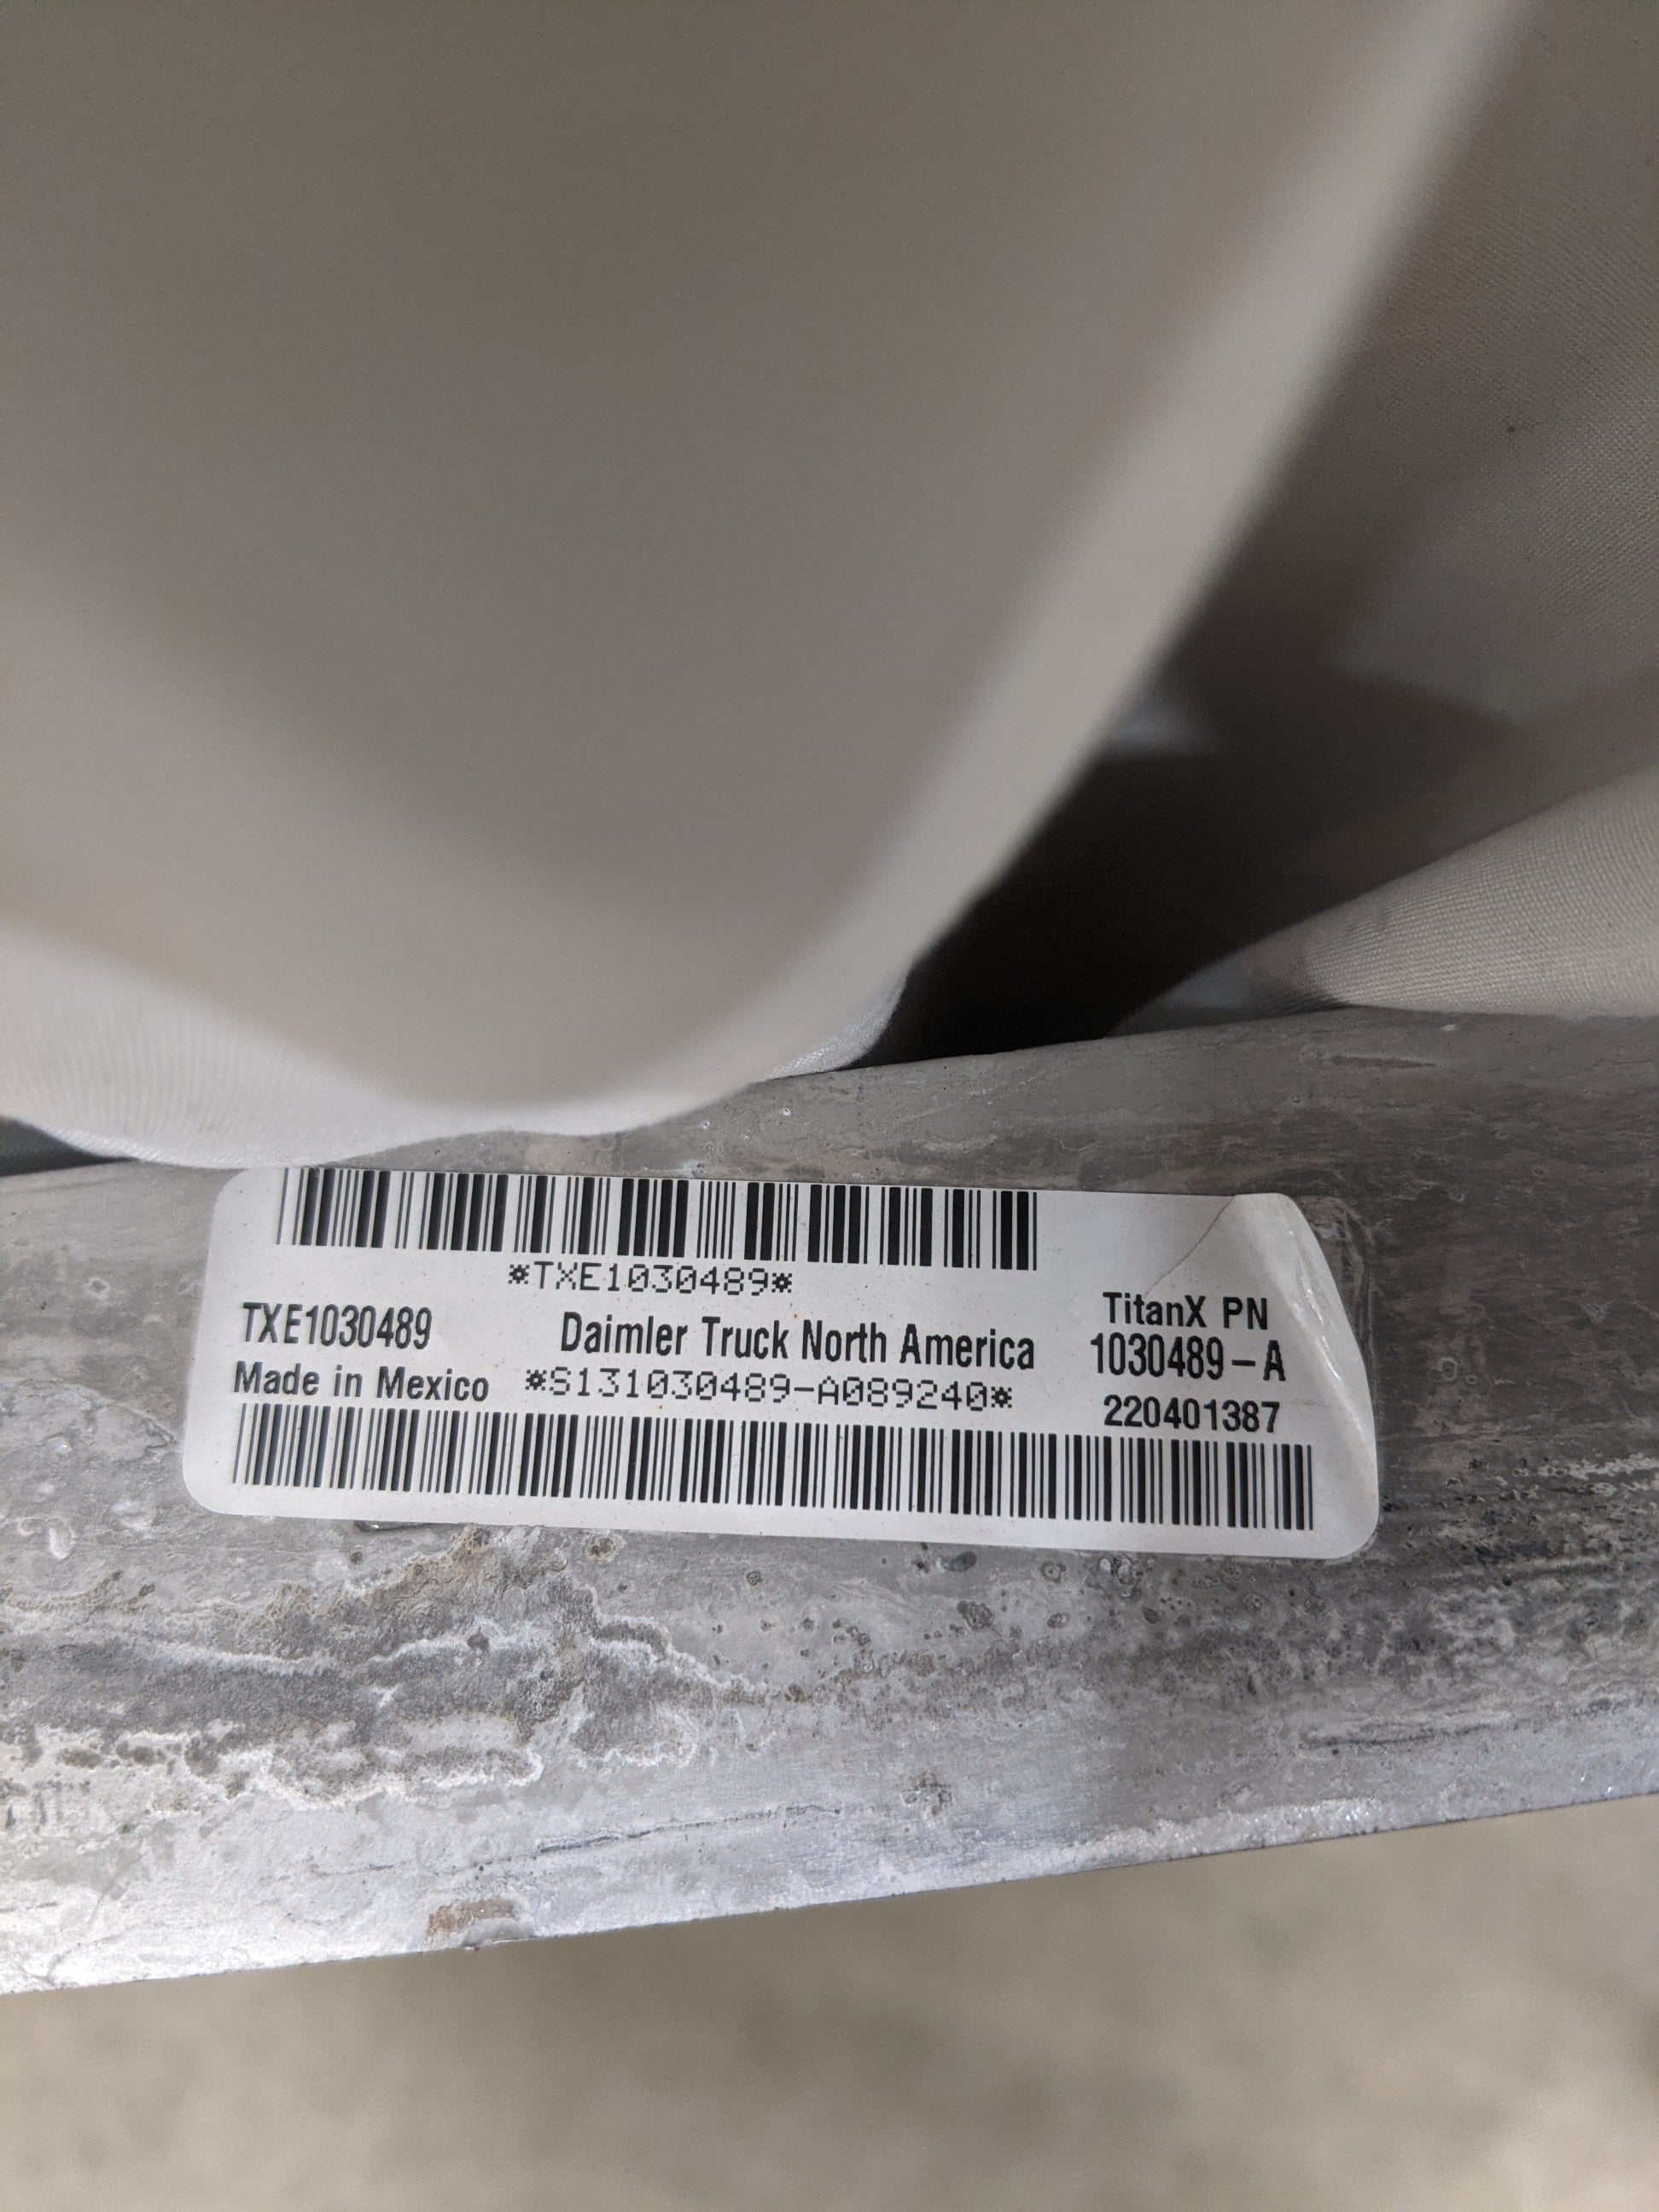 *TXE1030489*
TXE1030489
Daimler Truck North America
TitanX PN
1030489-A
Made in Mexico
*S131030489-A089240*
220401387